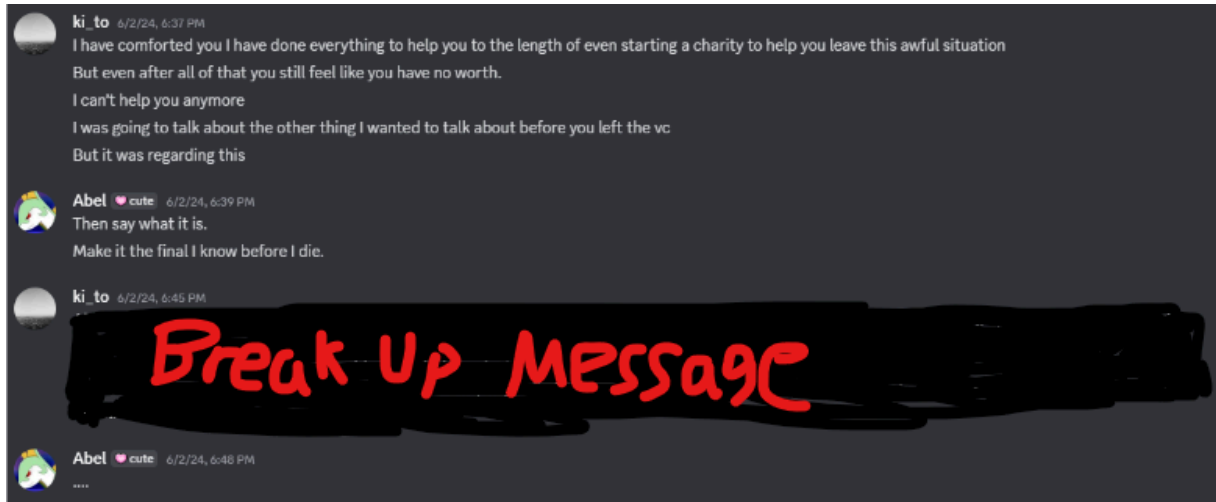 ki_to 6/2/24, 6:37 PM
I have comforted you I have done everything to help you to the length of even starting a charity to help you leave this awful situation
But even after all of that you still feel like you have no worth.
I can't help you anymore
I was going to talk about the other thing I wanted to talk about before you left the vc
But it was regarding this
Abel cute 6/2/24, 6:39 PM
Then say what it is.
Make it the final I know before I die.
ki_to 6/2/24, 6:45 PM
Break Up Message
Abel cute 6/2/24, 6:48 PM
....